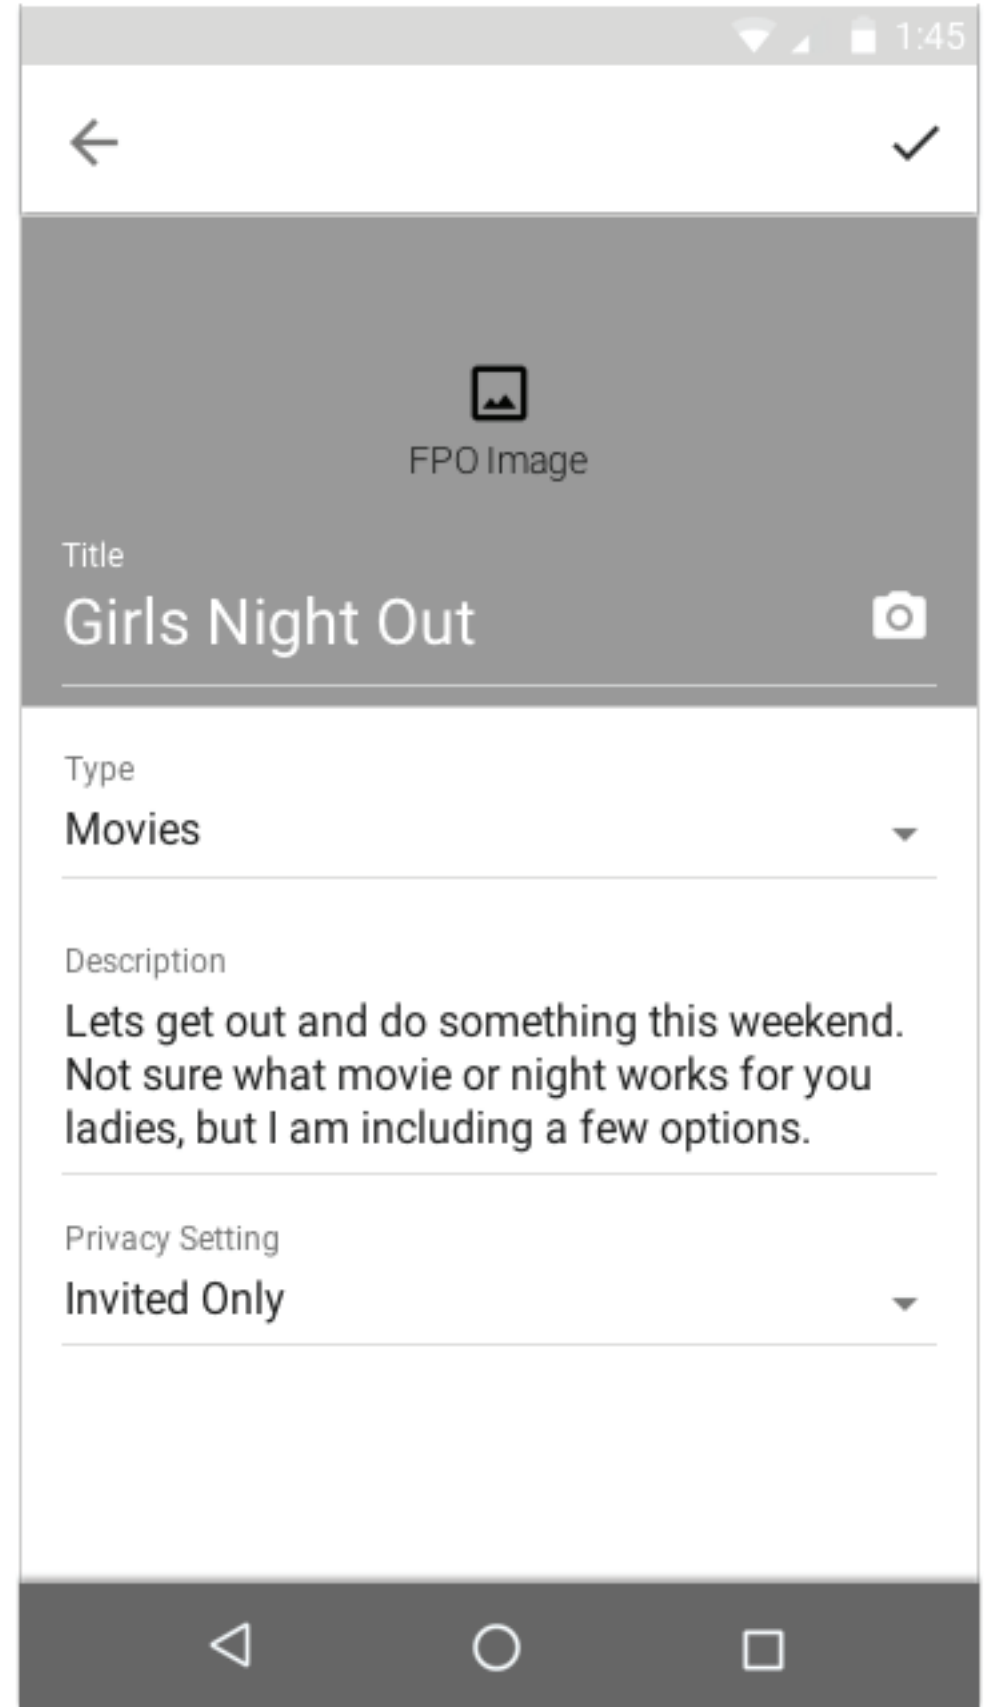 1:45
FPO Image
Title
Girls Night Out
Type
Movies
Description
Lets get out and do something this weekend.
Not sure what movie or night works for you
ladies, but I am including a few options.
Privacy Setting
Invited Only